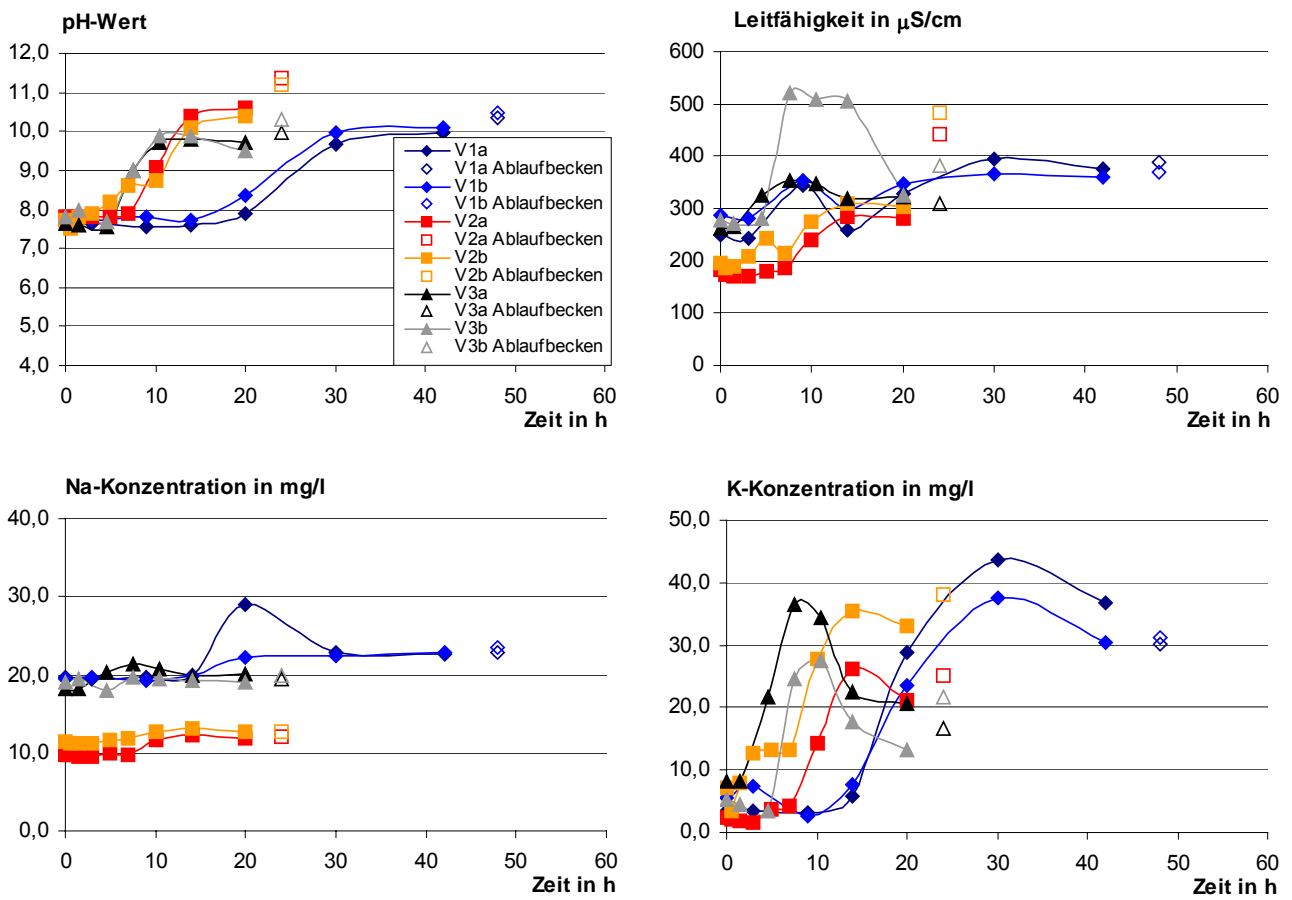 pH-Wert
12,0
11,0
10,0
9,0
8,0
7,0
6,0
5,0
4,0
0 10 20 30 40 50 60
Zeit in h
V1a
V1a Ablaufbecken
V1b
V1b Ablaufbecken
V2a
V2a Ablaufbecken
V2b
V2b Ablaufbecken
V3a
V3a Ablaufbecken
V3b
V3b Ablaufbecken
Leitfähigkeit in µS/cm
600
500
400
300
200
100
0
0 10 20 30 40 50 60
Zeit in h
Na-Konzentration in mg/l
40,0
30,0
20,0
10,0
0,0
0 10 20 30 40 50 60
Zeit in h
K-Konzentration in mg/l
50,0
40,0
30,0
20,0
10,0
0,0
0 10 20 30 40 50 60
Zeit in h